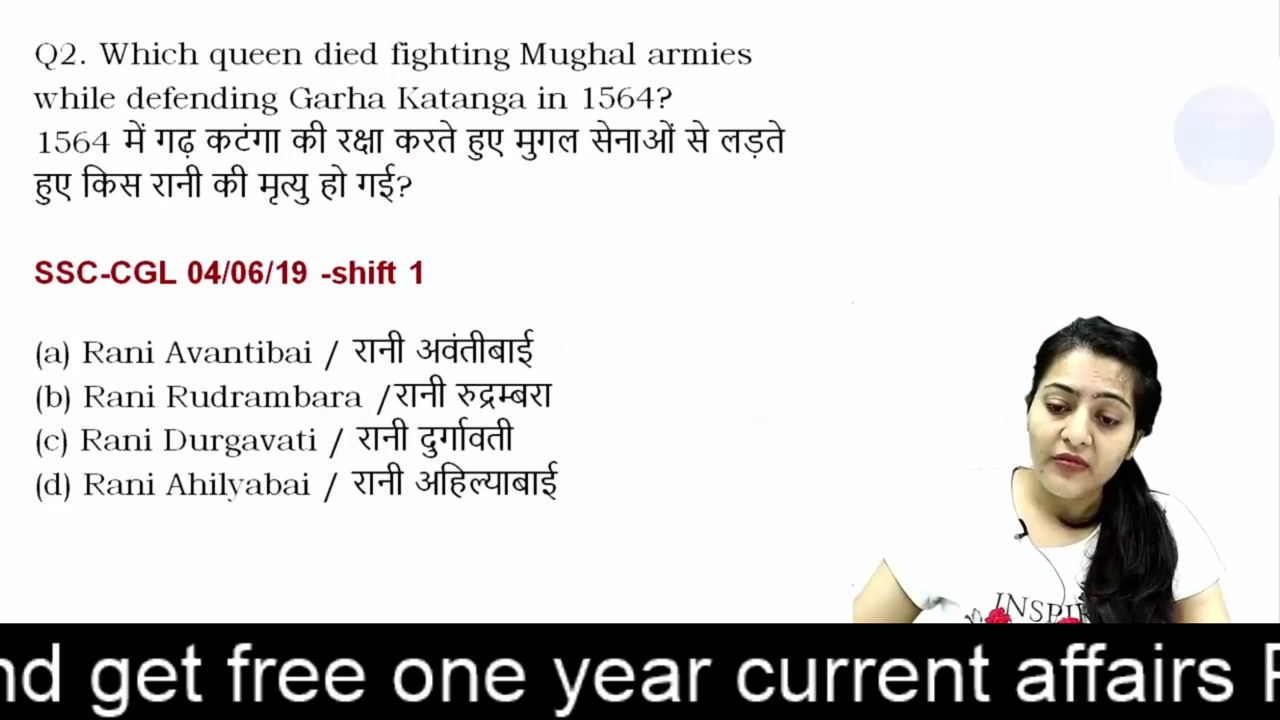 Q2. Which queen died fighting Mughal armies
while defending Garha Katanga in 1564?
1564 में गढ़ कटंगा की रक्षा करते हुए मुगल सेनाओं से लड़ते
हुए किस रानी की मृत्यु हो गई?
SSC-CGL 04/06/19 -shift 1
(a) Rani Avantibai / रानी अवंतीबाई
(b) Rani Rudrambara /रानी रुद्रम्बरा
(c) Rani Durgavati / रानी दुर्गावती
(d) Rani Ahilyabai / रानी अहिल्याबाई
get free one year current affairs